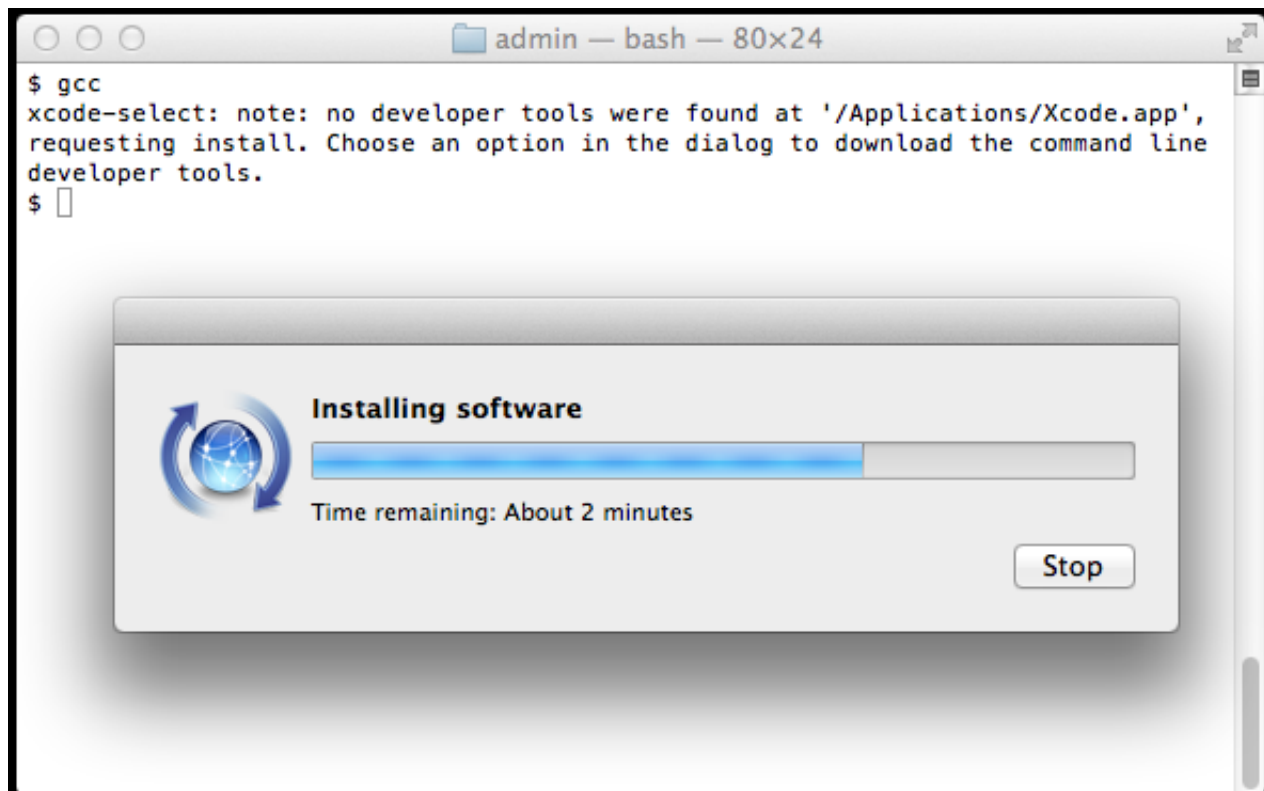 admin — bash — 80×24
$ gcc
xcode-select: note: no developer tools were found at '/Applications/Xcode.app',
requesting install. Choose an option in the dialog to download the command line
developer tools.
$
Installing software
Time remaining: About 2 minutes
Stop